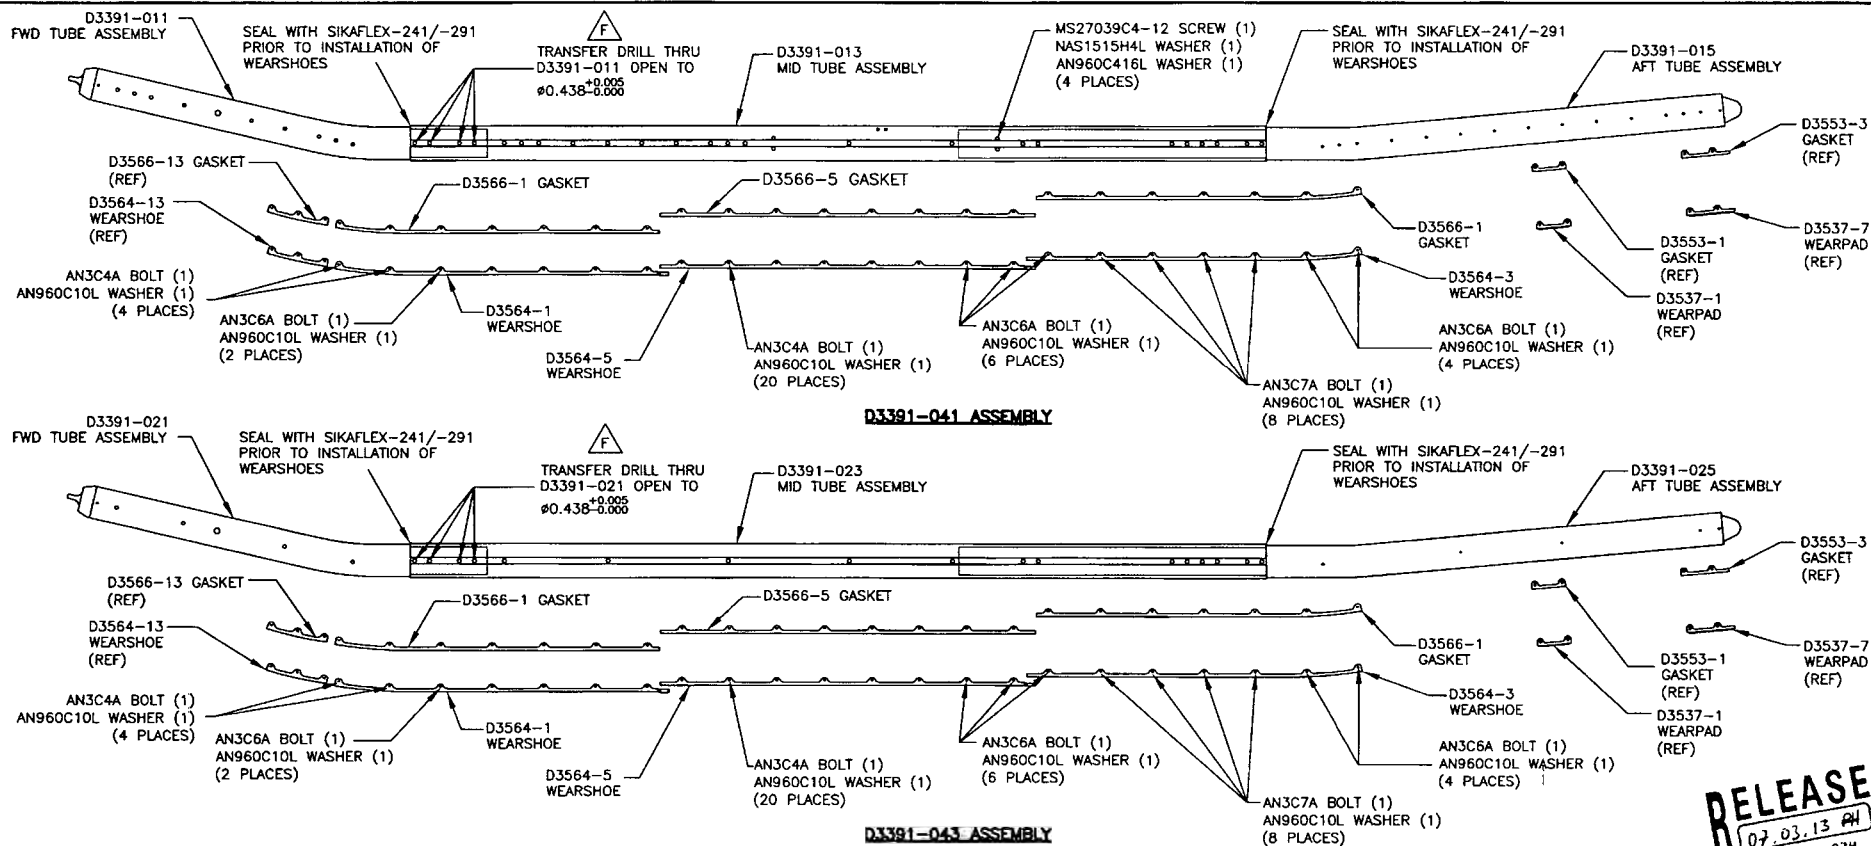 D3391-011
FWD TUBE ASSEMBLY
SEAL WITH SIKAFLEX-241/-291
PRIOR TO INSTALLATION OF
WEARSHOES
F
TRANSFER DRILL THRU
D3391-011 OPEN TO
ø0.438+0.005-0.000
D3391-013
MID TUBE ASSEMBLY
MS27039C4-12 SCREW (1)
NAS1515H4L WASHER (1)
AN960C416L WASHER (1)
(4 PLACES)
SEAL WITH SIKAFLEX-241/-291
PRIOR TO INSTALLATION OF
WEARSHOES
D3391-015
AFT TUBE ASSEMBLY
D3553-3
GASKET
(REF)
D3566-13 GASKET
(REF)
D3566-1 GASKET
D3566-5 GASKET
D3564-13
WEARSHOE
(REF)
D3566-1
GASKET
D3553-1
GASKET
(REF)
D3537-7
WEARPAD
(REF)
AN3C4A BOLT (1)
AN960C10L WASHER (1)
(4 PLACES)
AN3C6A BOLT (1)
AN960C10L WASHER (1)
(2 PLACES)
D3564-1
WEARSHOE
D3564-5
WEARSHOE
AN3C4A BOLT (1)
AN960C10L WASHER (1)
(20 PLACES)
AN3C6A BOLT (1)
AN960C10L WASHER (1)
(6 PLACES)
D3564-3
WEARSHOE
D3537-1
WEARPAD
(REF)
AN3C6A BOLT (1)
AN960C10L WASHER (1)
(4 PLACES)
AN3C7A BOLT (1)
AN960C10L WASHER (1)
(8 PLACES)
D3391-041 ASSEMBLY
D3391-021
FWD TUBE ASSEMBLY
SEAL WITH SIKAFLEX-241/-291
PRIOR TO INSTALLATION OF
WEARSHOES
F
TRANSFER DRILL THRU
D3391-021 OPEN TO
ø0.438+0.005-0.000
D3391-023
MID TUBE ASSEMBLY
SEAL WITH SIKAFLEX-241/-291
PRIOR TO INSTALLATION OF
WEARSHOES
D3391-025
AFT TUBE ASSEMBLY
D3553-3
GASKET
(REF)
D3566-13 GASKET
(REF)
D3566-1 GASKET
D3566-5 GASKET
D3564-13
WEARSHOE
(REF)
D3566-1
GASKET
D3553-1
GASKET
(REF)
D3537-7
WEARPAD
(REF)
AN3C4A BOLT (1)
AN960C10L WASHER (1)
(4 PLACES)
AN3C6A BOLT (1)
AN960C10L WASHER (1)
(2 PLACES)
D3564-1
WEARSHOE
D3564-5
WEARSHOE
AN3C4A BOLT (1)
AN960C10L WASHER (1)
(20 PLACES)
AN3C6A BOLT (1)
AN960C10L WASHER (1)
(6 PLACES)
D3564-3
WEARSHOE
D3537-1
WEARPAD
(REF)
AN3C6A BOLT (1)
AN960C10L WASHER (1)
(4 PLACES)
AN3C7A BOLT (1)
AN960C10L WASHER (1)
(8 PLACES)
D3391-043 ASSEMBLY
RELEASE
07.03.13